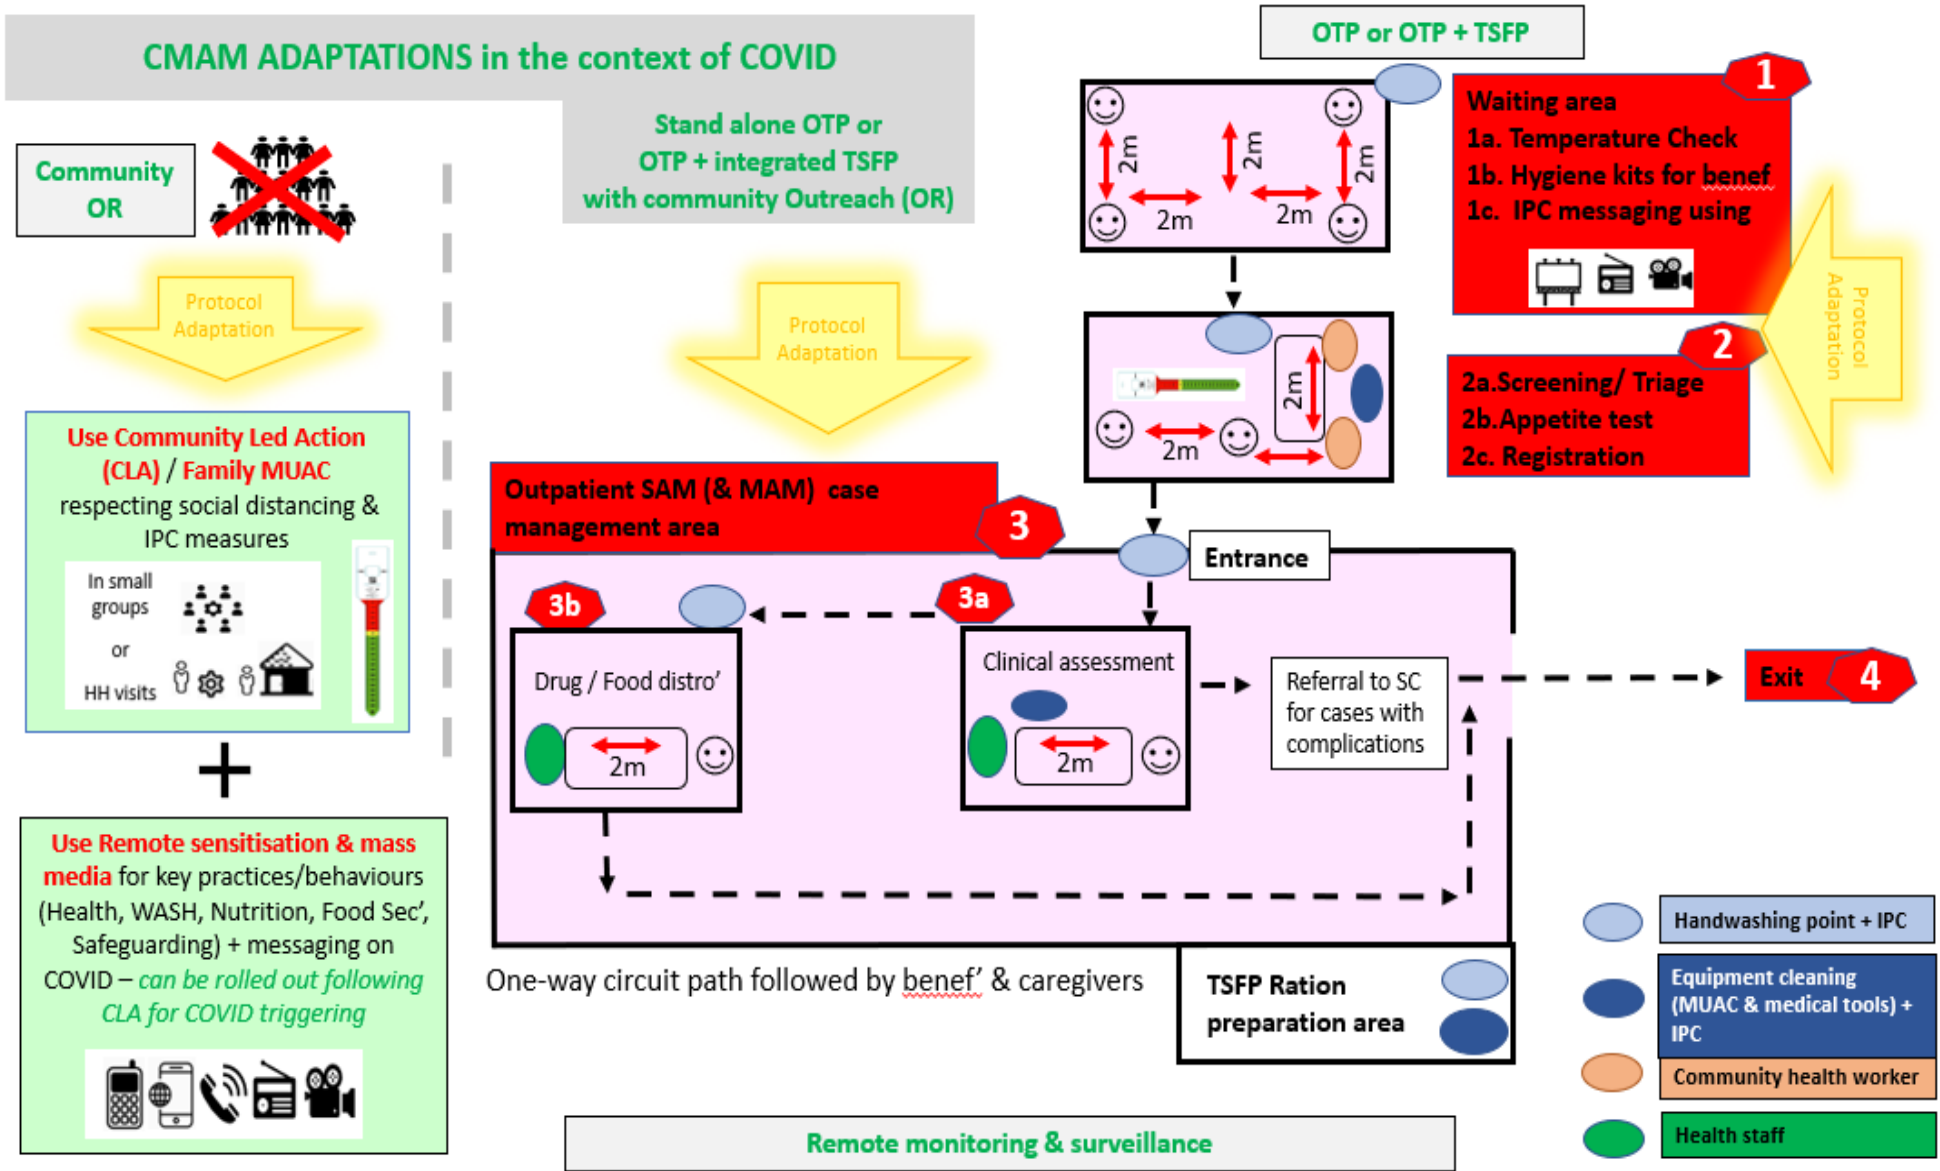 CMAM ADAPTATIONS in the context of COVID
Stand alone OTP or
OTP + integrated TSFP
with community Outreach (OR)
Community
OR
Protocol
Adaptation
Use Community Led Action
(CLA) / Family MUAC
respecting social distancing &
IPC measures
In small
groups
or
HH visits
Use Remote sensitisation & mass
media for key practices/behaviours
(Health, WASH, Nutrition, Food Sec’,
Safeguarding) + messaging on
COVID – can be rolled out following
CLA for COVID triggering
Protocol
Adaptation
OTP or OTP + TSFP
2m
2m
2m
2m
2m
1
Waiting area
1a. Temperature Check
1b. Hygiene kits for benef
1c. IPC messaging using
Protocol
Adaptation
2m
2m
2
2a.Screening/ Triage
2b.Appetite test
2c. Registration
Outpatient SAM (& MAM) case
management area
3
Entrance
3a
Clinical assessment
2m
3b
Drug / Food distro’
2m
Referral to SC
for cases with
complications
Exit
4
One-way circuit path followed by benef’ & caregivers
TSFP Ration
preparation area
Handwashing point + IPC
Equipment cleaning
(MUAC & medical tools) +
IPC
Community health worker
Health staff
Remote monitoring & surveillance